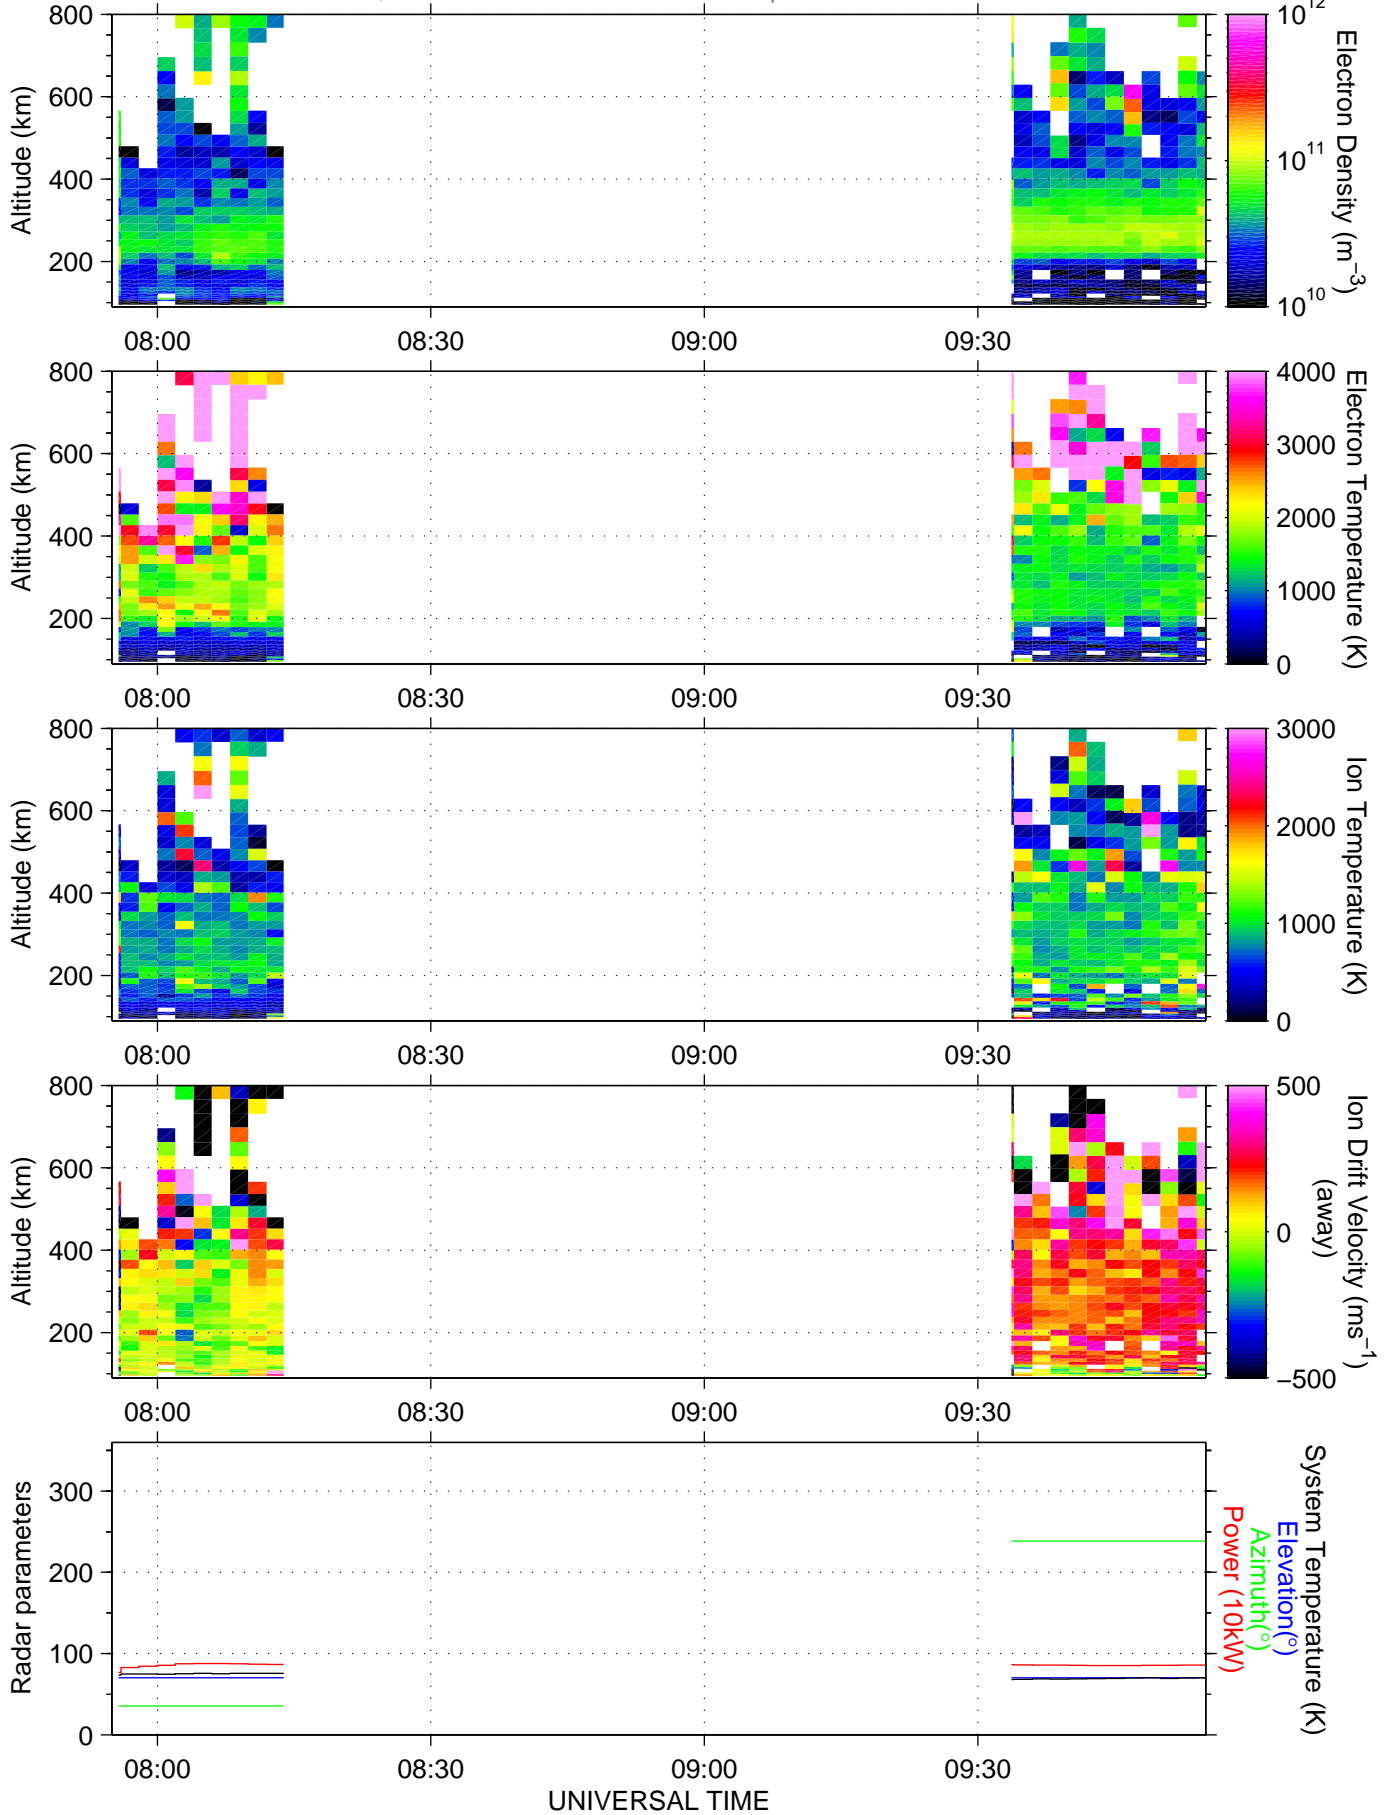 800
600
400
200
Altitude (km)
10^12
10^11
10^10
Electron Density (m^−3)
08:00 08:30 09:00 09:30
800
600
400
200
Altitude (km)
4000
3000
2000
1000
0
Electron Temperature (K)
08:00 08:30 09:00 09:30
800
600
400
200
Altitude (km)
3000
2000
1000
0
Ion Temperature (K)
08:00 08:30 09:00 09:30
800
600
400
200
Altitude (km)
500
0
−500
Ion Drift Velocity (ms^−1)
(away)
08:00 08:30 09:00 09:30
300
200
100
0
Radar parameters
System Temperature (K)
Elevation(°)
Azimuth(°)
Power (10kW)
08:00 08:30 09:00 09:30
UNIVERSAL TIME